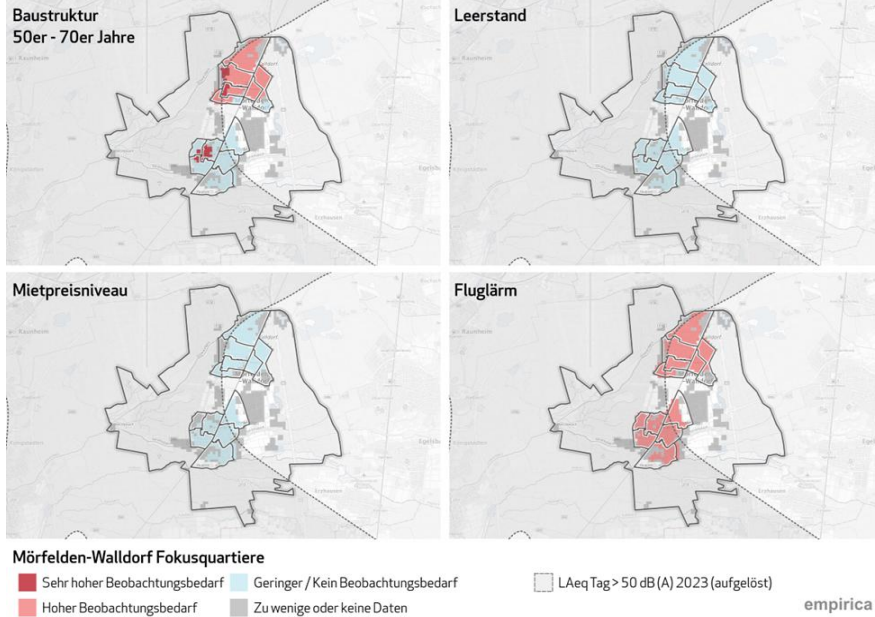 Baustruktur
50er - 70er Jahre
Leerstand
Mietpreisniveau
Fluglärm
Mörfelden-Walldorf Fokusquartiere
Sehr hoher Beobachtungsbedarf
Geringer / Kein Beobachtungsbedarf
LAeq Tag > 50 dB (A) 2023 (aufgelöst)
Hoher Beobachtungsbedarf
Zu wenige oder keine Daten
empirica